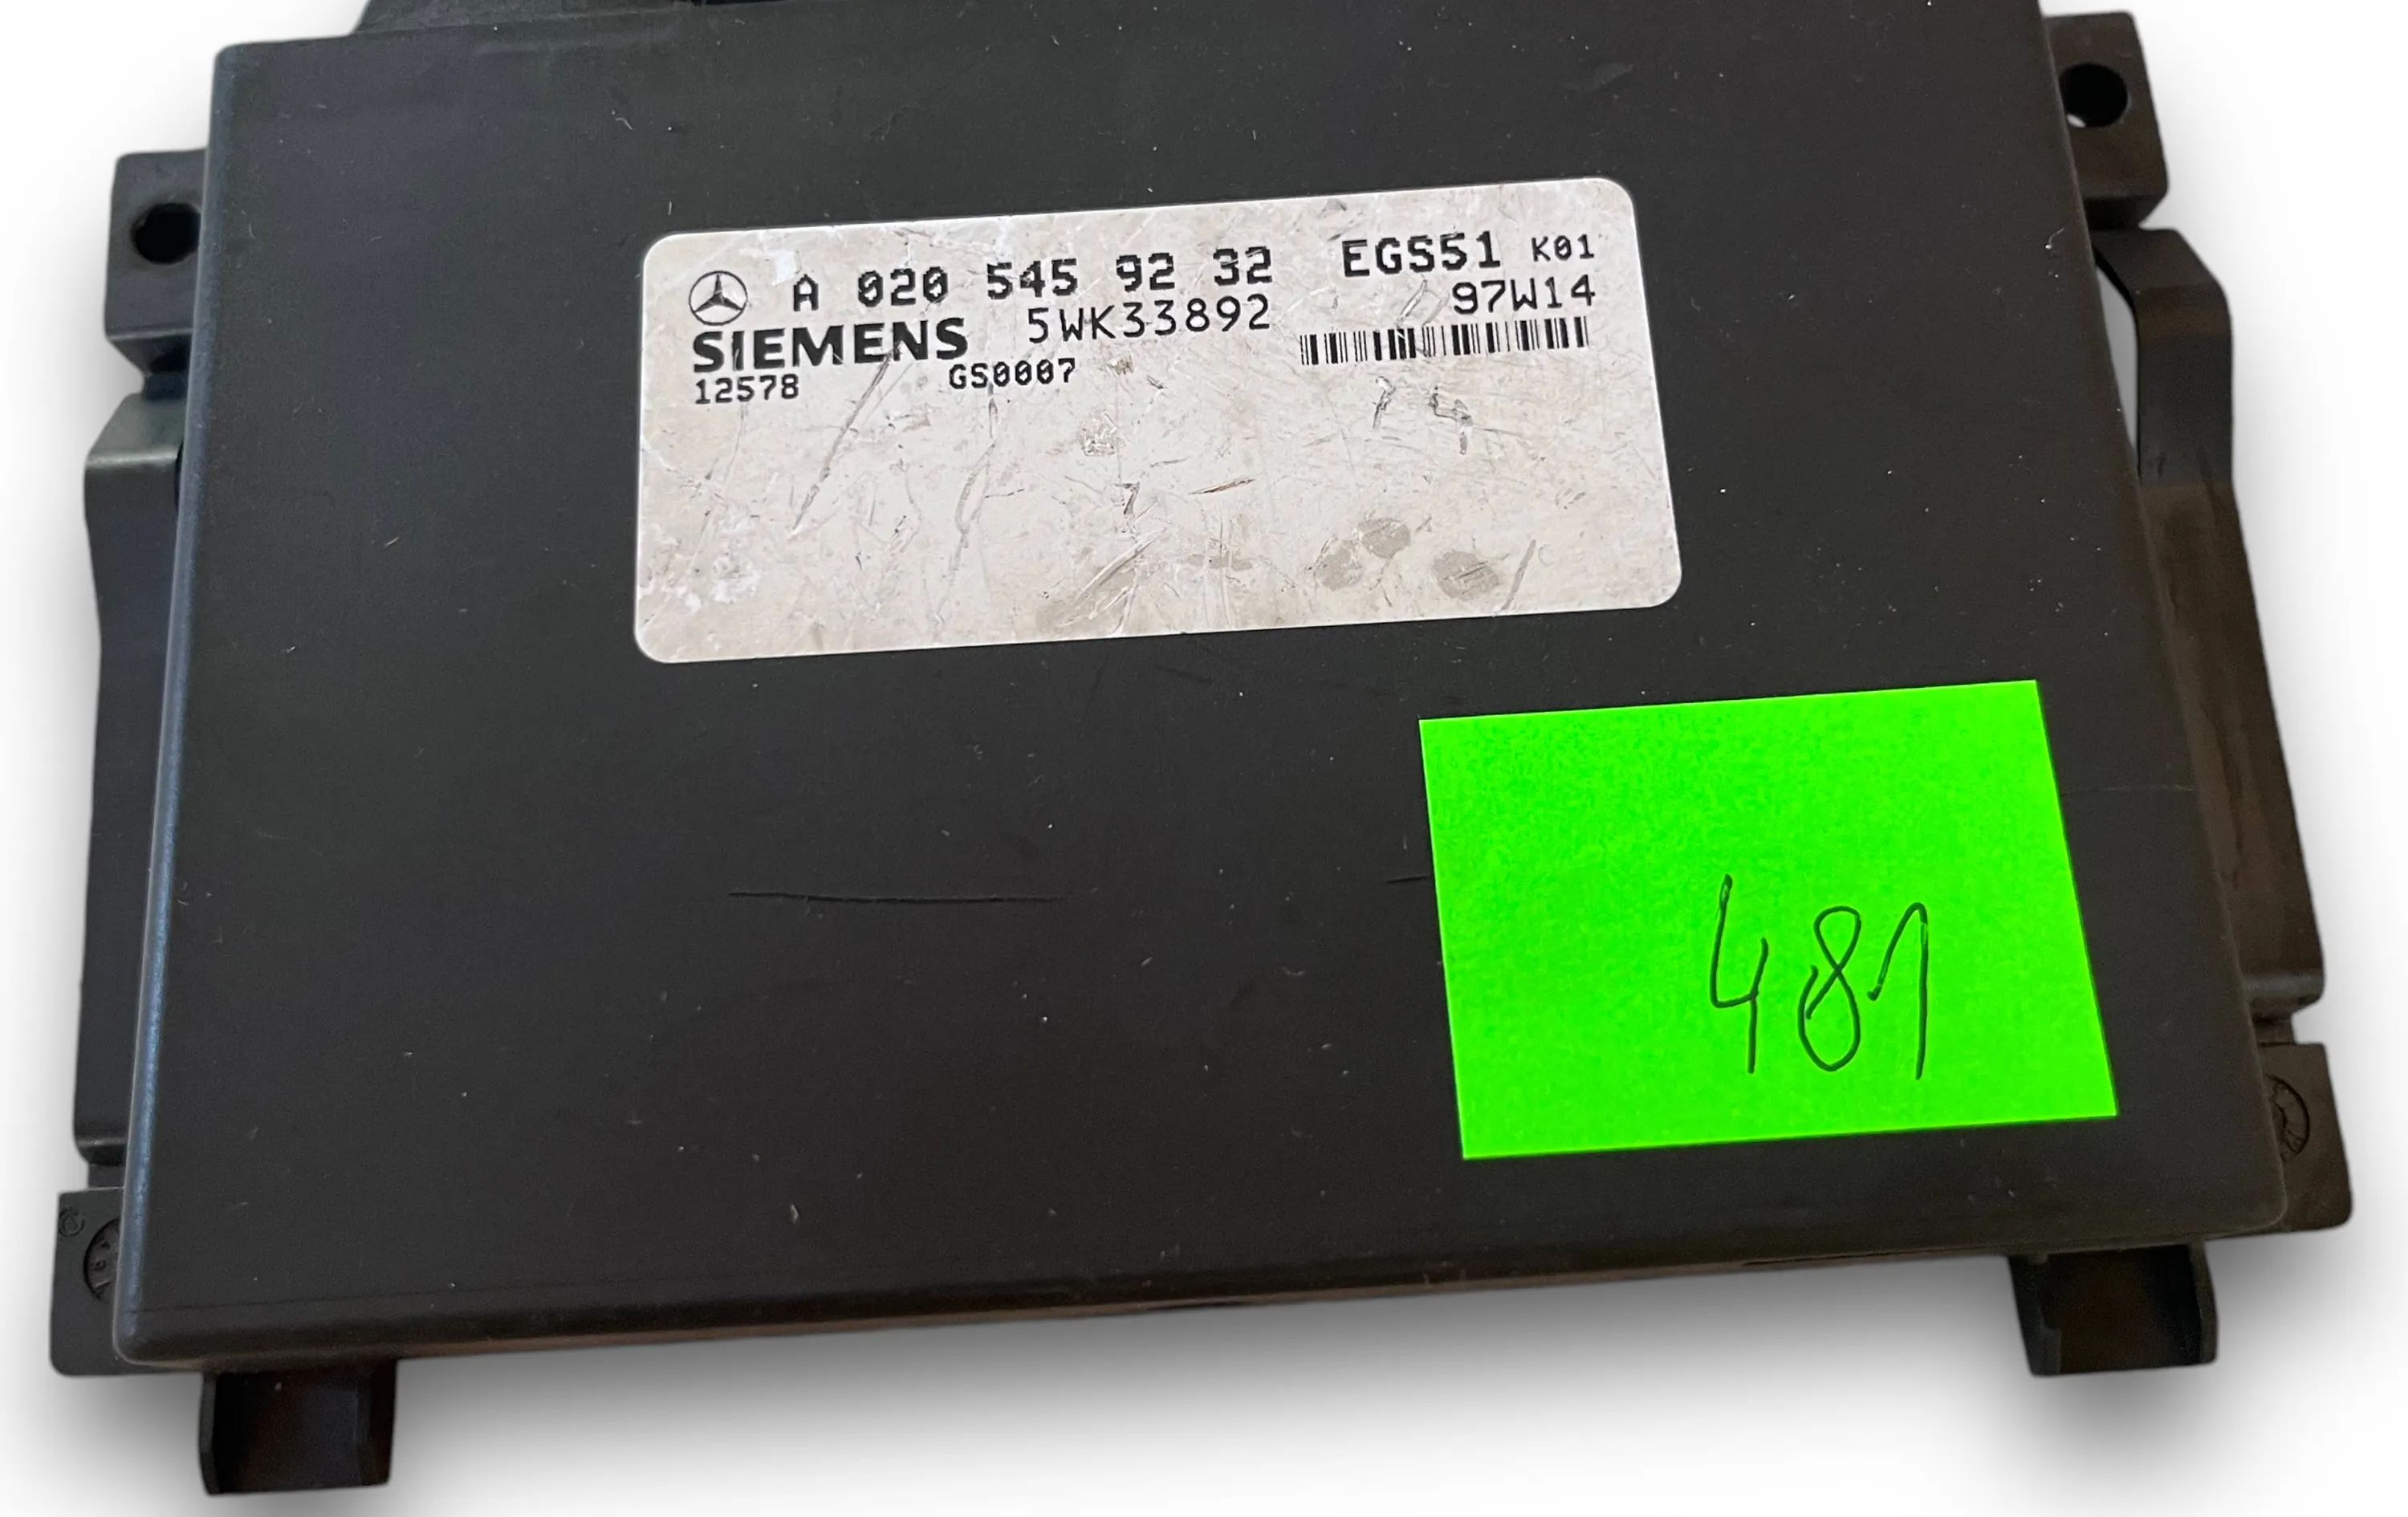 A 020 545 92 32 EGS51 K01
SIEMENS 5WK33892 97W14
12578 GS0007
481